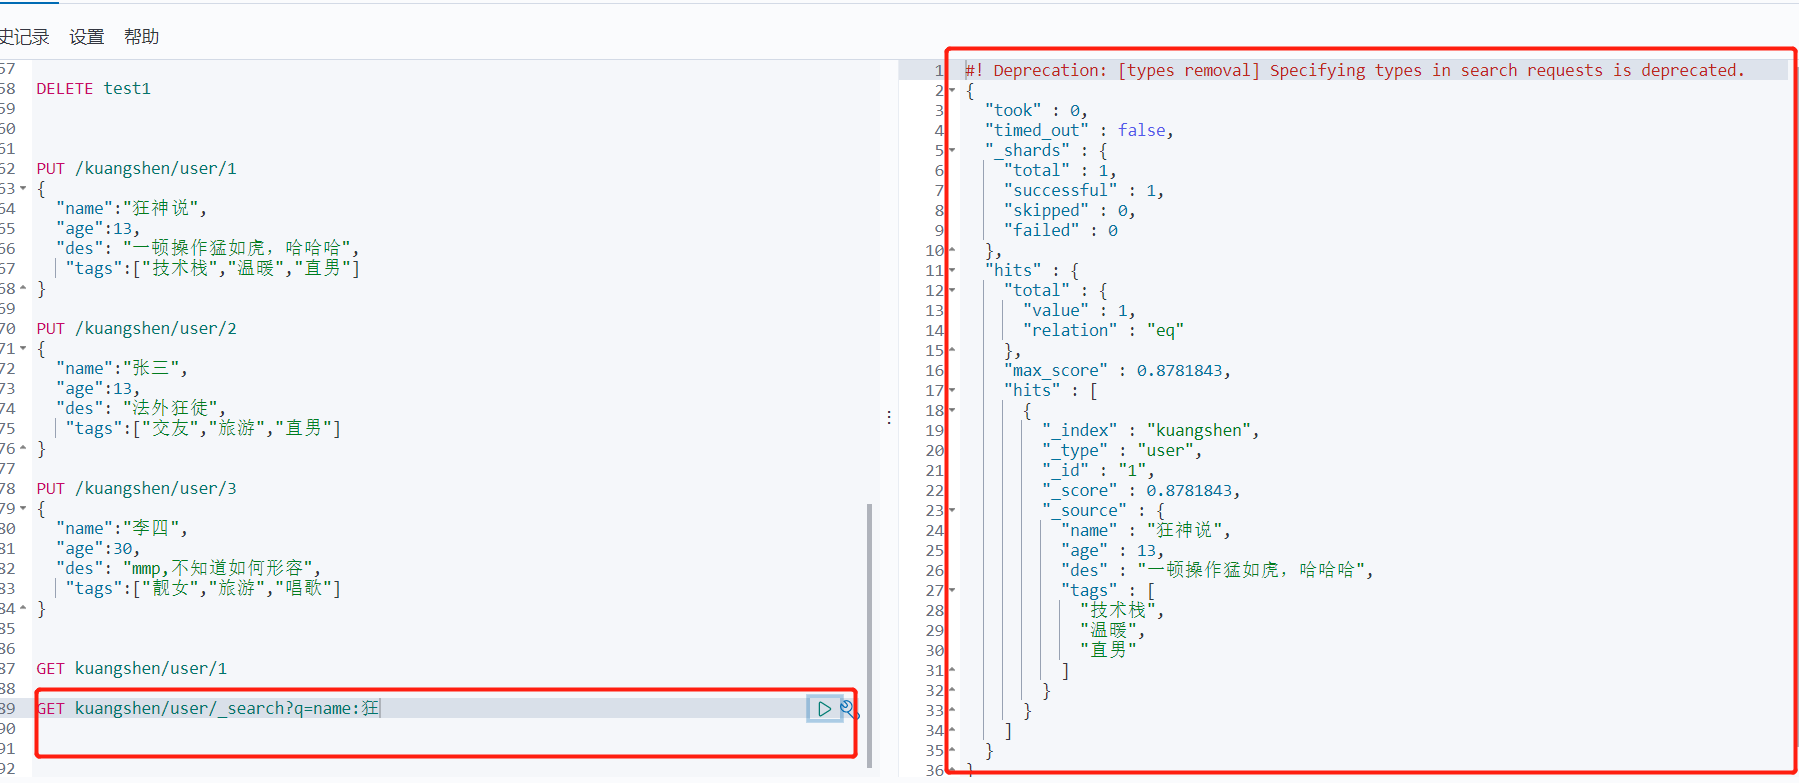 史记录 设置 帮助
57
58 DELETE test1
59
60
61
62 PUT /kuangshen/user/1
63 {
64 "name":"狂神说",
65 "age":13,
66 "des": "一顿操作猛如虎，哈哈哈",
67 "tags":["技术栈","温暖","直男"]
68 }
69
70 PUT /kuangshen/user/2
71 {
72 "name":"张三",
73 "age":13,
74 "des": "法外狂徒",
75 "tags":["交友","旅游","直男"]
76 }
77
78 PUT /kuangshen/user/3
79 {
80 "name":"李四",
81 "age":30,
82 "des": "mmp,不知道如何形容",
83 "tags":["靓女","旅游","唱歌"]
84 }
85
86
87 GET kuangshen/user/1
88
89 GET kuangshen/user/_search?q=name:狂
90
91
92
1 #! Deprecation: [types removal] Specifying types in search requests is deprecated.
2 {
3 "took" : 0,
4 "timed_out" : false,
5 "_shards" : {
6 "total" : 1,
7 "successful" : 1,
8 "skipped" : 0,
9 "failed" : 0
10 },
11 "hits" : {
12 "total" : {
13 "value" : 1,
14 "relation" : "eq"
15 },
16 "max_score" : 0.8781843,
17 "hits" : [
18 {
19 "_index" : "kuangshen",
20 "_type" : "user",
21 "_id" : "1",
22 "_score" : 0.8781843,
23 "_source" : {
24 "name" : "狂神说",
25 "age" : 13,
26 "des" : "一顿操作猛如虎，哈哈哈",
27 "tags" : [
28 "技术栈",
29 "温暖",
30 "直男"
31 ]
32 }
33 }
34 ]
35 }
36 }